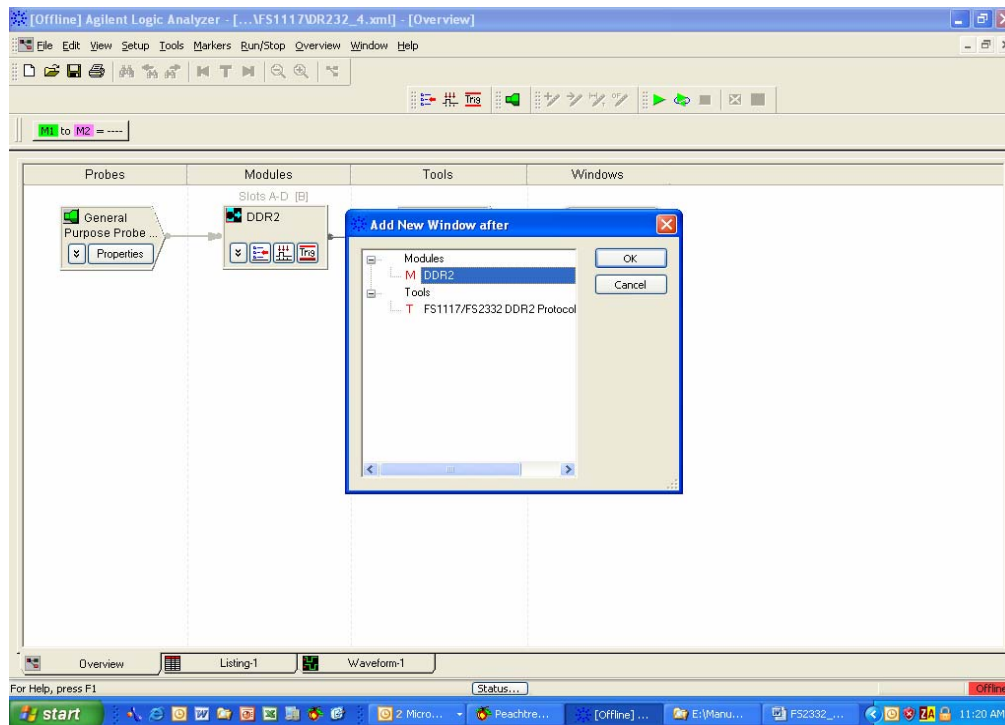 [Offline] Agilent Logic Analyzer - [...\FS1117\DR232_4.xml] - [Overview]
File Edit View Setup Tools Markers Run/Stop Overview Window Help
Trig
M1 to M2 = ----
Probes Modules Tools Windows
Slots A-D [B]
General
Purpose Probe ...
Properties
DDR2
Trig
Add New Window after
Modules
M DDR2
Tools
T FS1117/FS2332 DDR2 Protocol
OK
Cancel
Overview Listing-1 Waveform-1
For Help, press F1
Status...
Offline
start
2 Micro...
Peachtre...
[Offline] ...
E:\Manu...
FS2332_...
11:20 AM